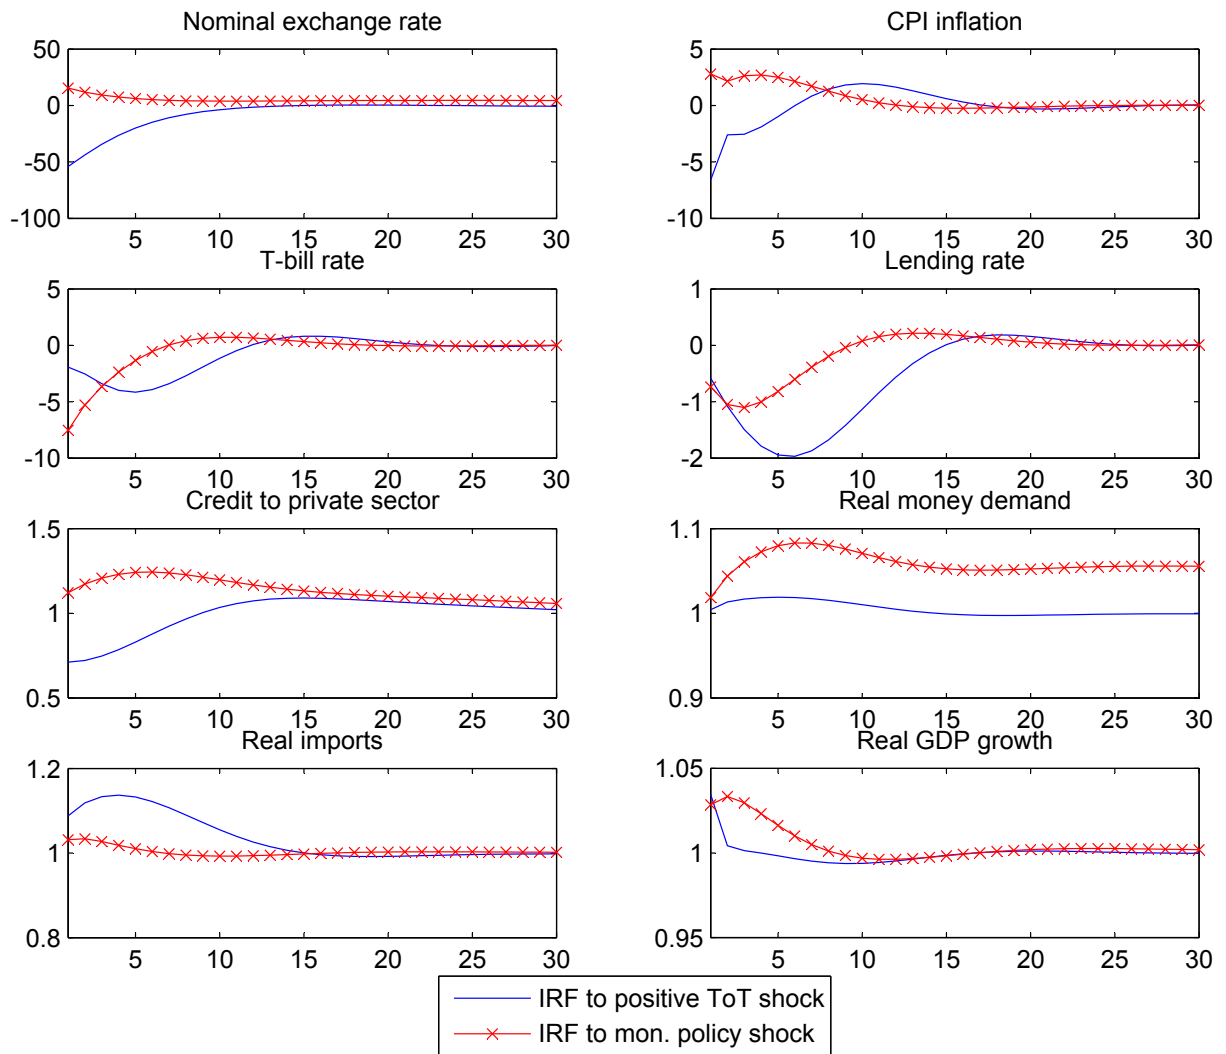 Nominal exchange rate
50
0
-50
-100
5 10 15 20 25 30
CPI inflation
5
0
-5
-10
5 10 15 20 25 30
T-bill rate
5
0
-5
-10
5 10 15 20 25 30
Lending rate
1
0
-1
-2
5 10 15 20 25 30
Credit to private sector
1.5
1
0.5
5 10 15 20 25 30
Real money demand
1.1
1
0.9
5 10 15 20 25 30
Real imports
1.2
1
0.8
5 10 15 20 25 30
Real GDP growth
1.05
1
0.95
5 10 15 20 25 30
IRF to positive ToT shock
IRF to mon. policy shock